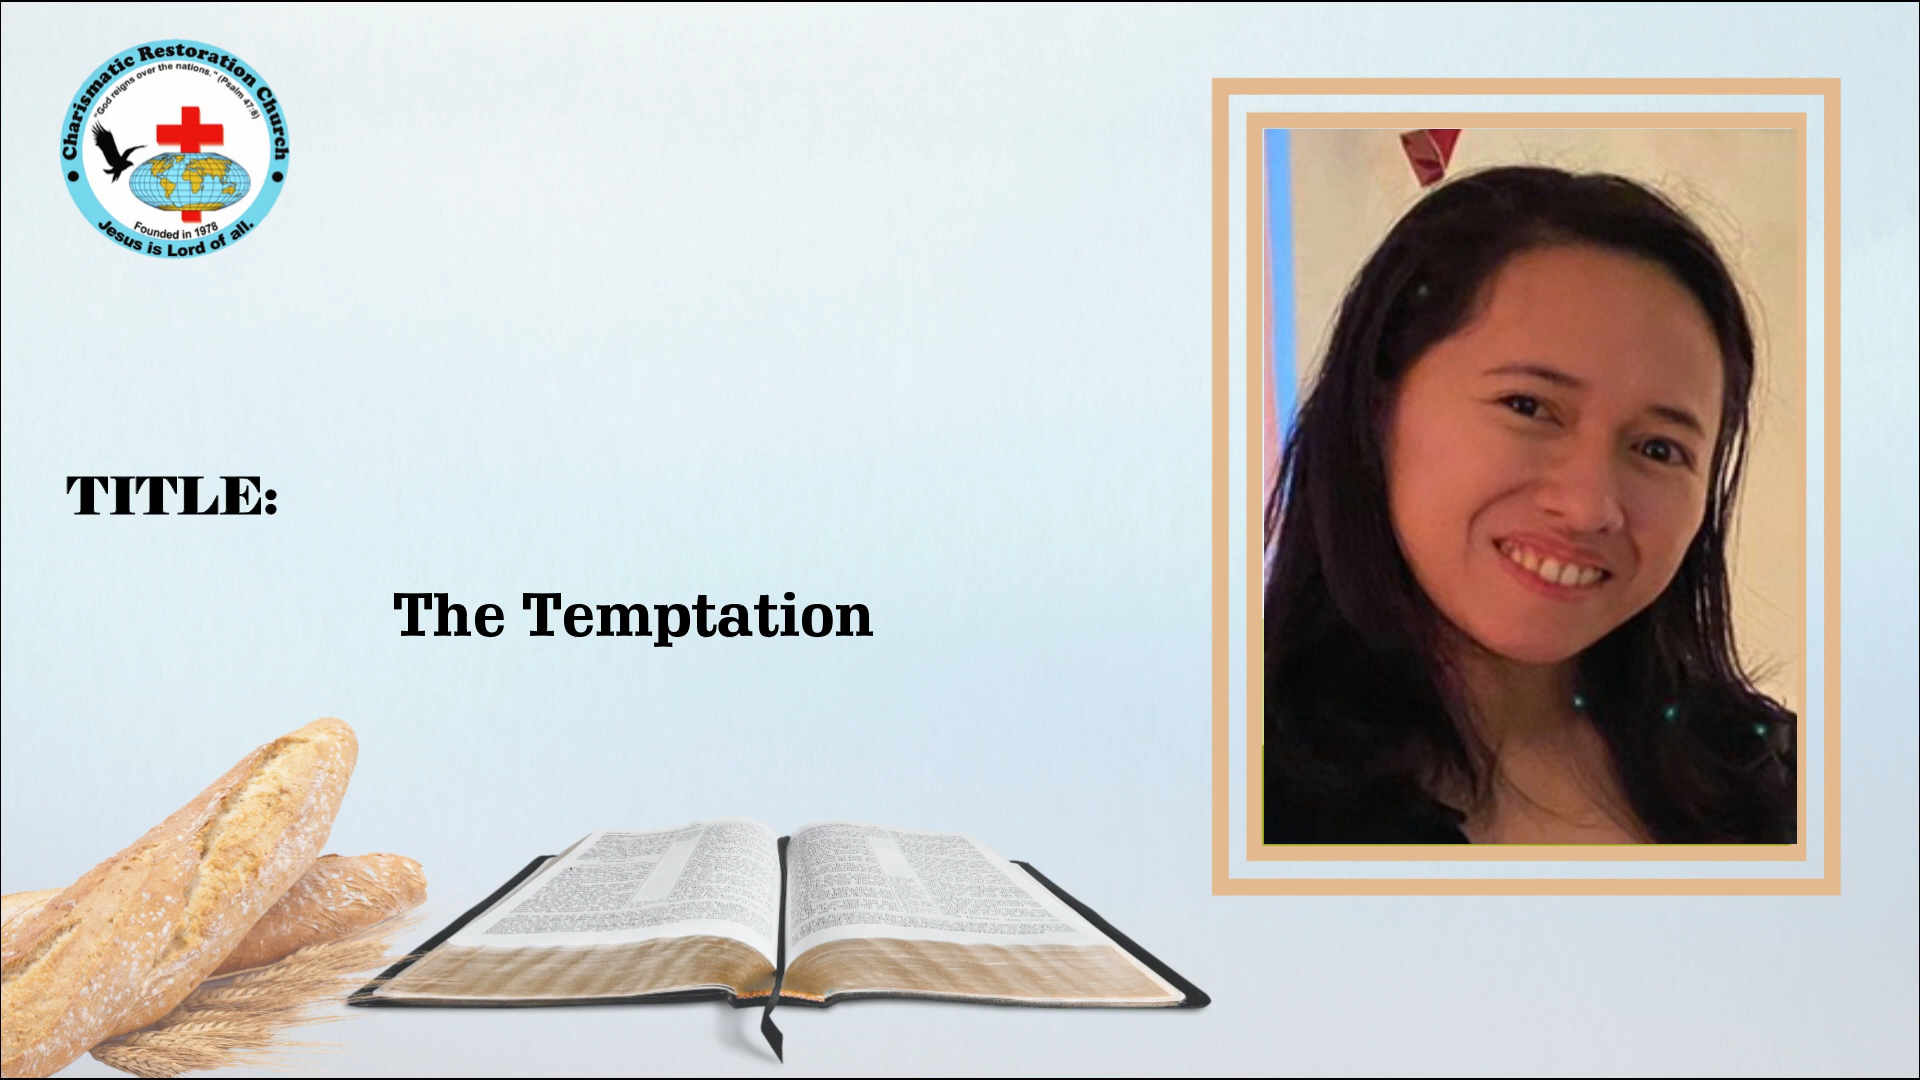 Charismatic Restoration Church
"God reigns over the nations." (Psalm 47:8)
Founded in 1978
Jesus is Lord of all.
TITLE:
The Temptation